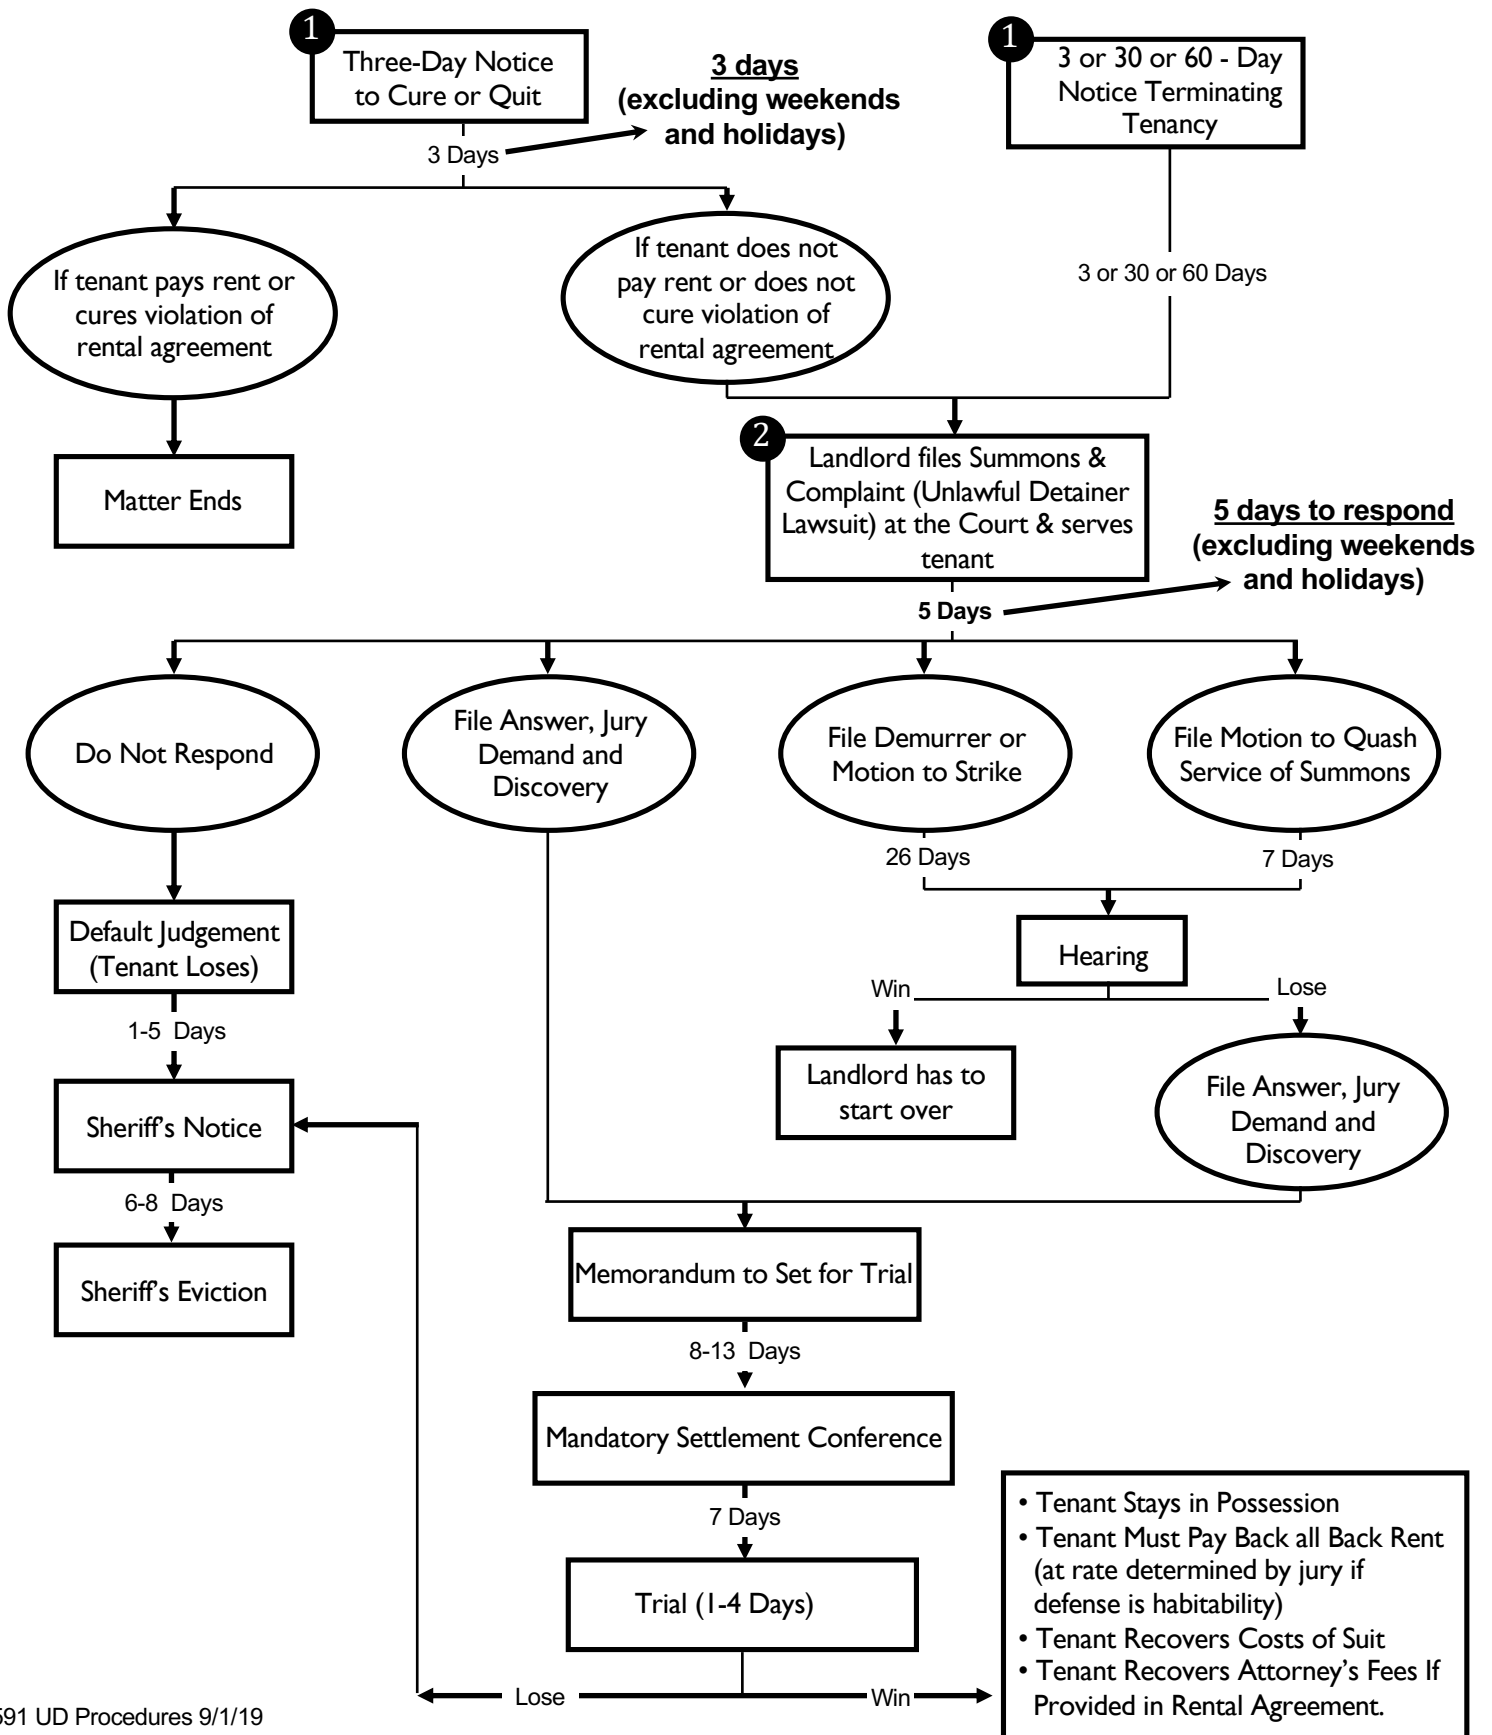 1
Three-Day Notice
to Cure or Quit
3 days
(excluding weekends
and holidays)
1
3 or 30 or 60 - Day
Notice Terminating
Tenancy
3 Days
3 or 30 or 60 Days
If tenant pays rent or
cures violation of
rental agreement
If tenant does not
pay rent or does not
cure violation of
rental agreement
Matter Ends
2
Landlord files Summons &
Complaint (Unlawful Detainer
Lawsuit) at the Court & serves
tenant
5 days to respond
(excluding weekends
and holidays)
5 Days
Do Not Respond
File Answer, Jury
Demand and
Discovery
File Demurrer or
Motion to Strike
File Motion to Quash
Service of Summons
26 Days
7 Days
Default Judgement
(Tenant Loses)
Hearing
Win
Lose
1-5 Days
Landlord has to
start over
File Answer, Jury
Demand and
Discovery
Sheriff's Notice
6-8 Days
Sheriff's Eviction
Memorandum to Set for Trial
8-13 Days
Mandatory Settlement Conference
7 Days
Trial (1-4 Days)
Lose
Win
• Tenant Stays in Possession
• Tenant Must Pay Back all Back Rent
(at rate determined by jury if
defense is habitability)
• Tenant Recovers Costs of Suit
• Tenant Recovers Attorney's Fees If
Provided in Rental Agreement.
591 UD Procedures 9/1/19